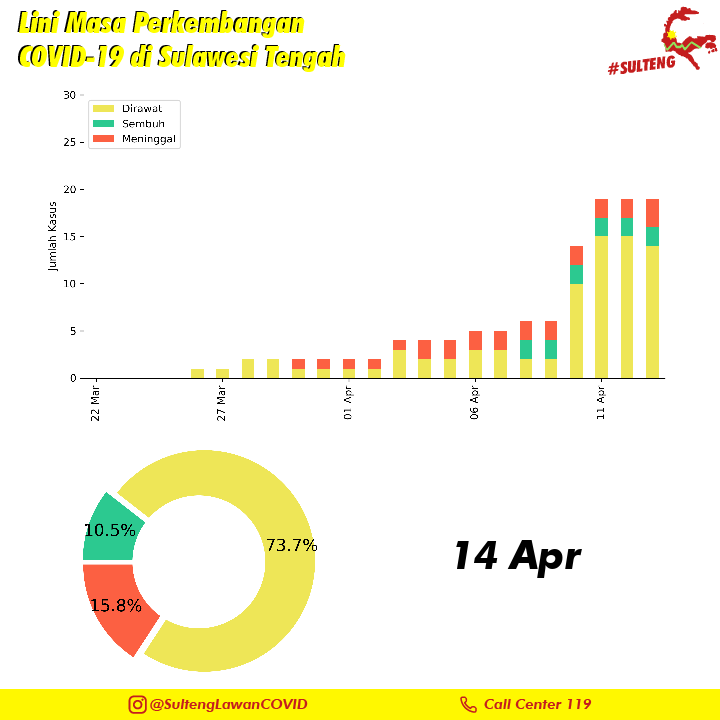 Lini Masa Perkembangan
COVID-19 di Sulawesi Tengah
#SULTENG
30
25
20
15
10
5
0
Jumlah Kasus
Dirawat
Sembuh
Meninggal
22 Mar
27 Mar
01 Apr
06 Apr
11 Apr
10.5%
73.7%
15.8%
14 Apr
@SultengLawanCOVID
Call Center 119